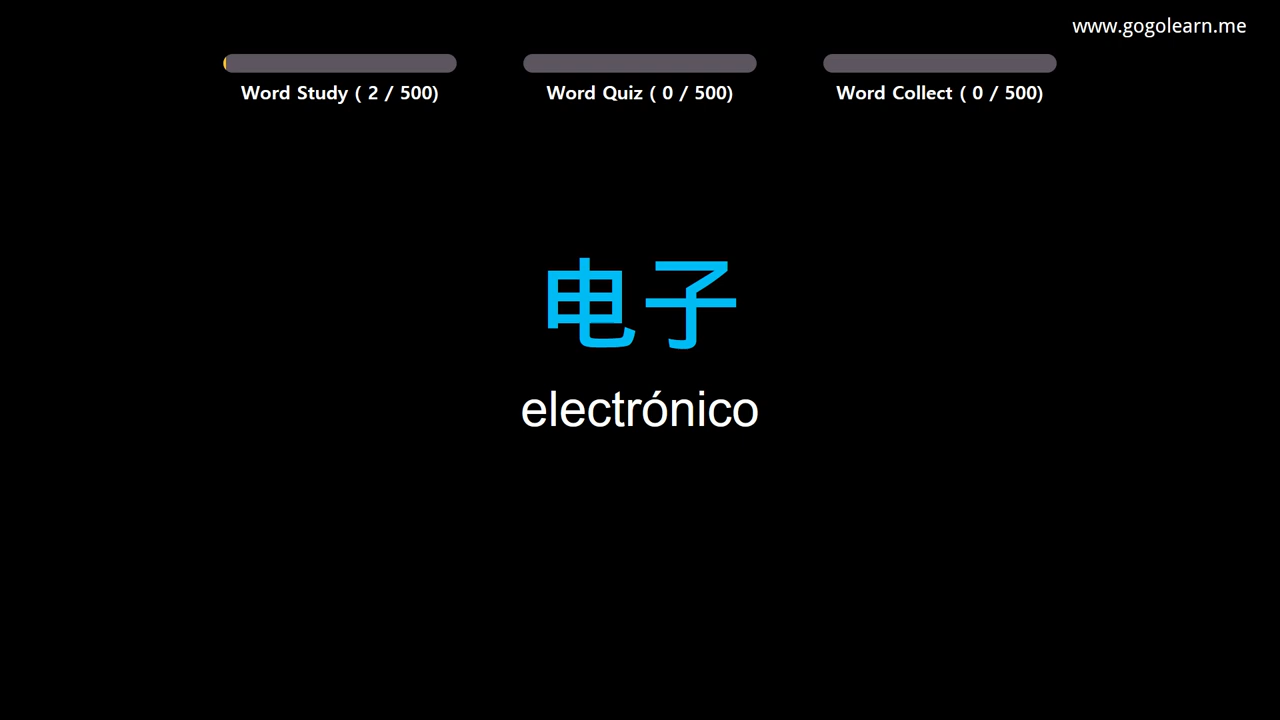 www.gogolearn.me
Word Study ( 2 / 500)
Word Quiz ( 0 / 500)
Word Collect ( 0 / 500)
电子
electrónico